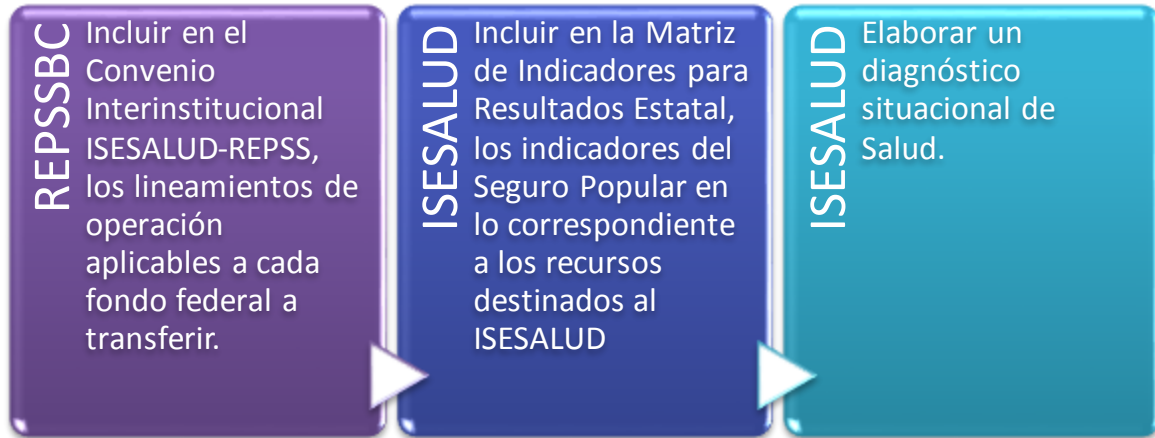 REPSSBC
Incluir en el
Convenio
Interinstitucional
ISESALUD-REPSS,
los lineamientos de
operación
aplicables a cada
fondo federal a
transferir.
ISESALUD
Incluir en la Matriz
de Indicadores para
Resultados Estatal,
los indicadores del
Seguro Popular en
lo correspondiente
a los recursos
destinados al
ISESALUD
ISESALUD
Elaborar un
diagnóstico
situacional de
Salud.